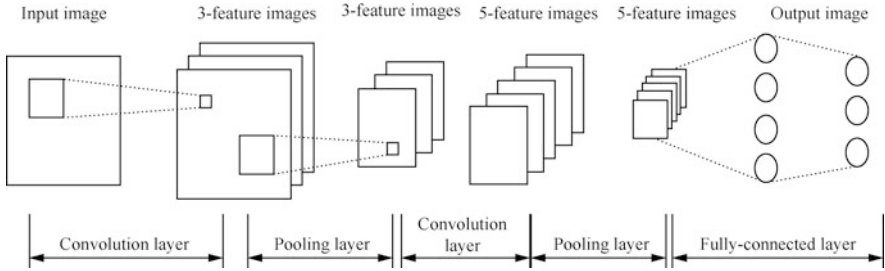 Input image
3-feature images
3-feature images
5-feature images
5-feature images
Output image
Convolution layer
Pooling layer
Convolution
layer
Pooling layer
Fully-connected layer